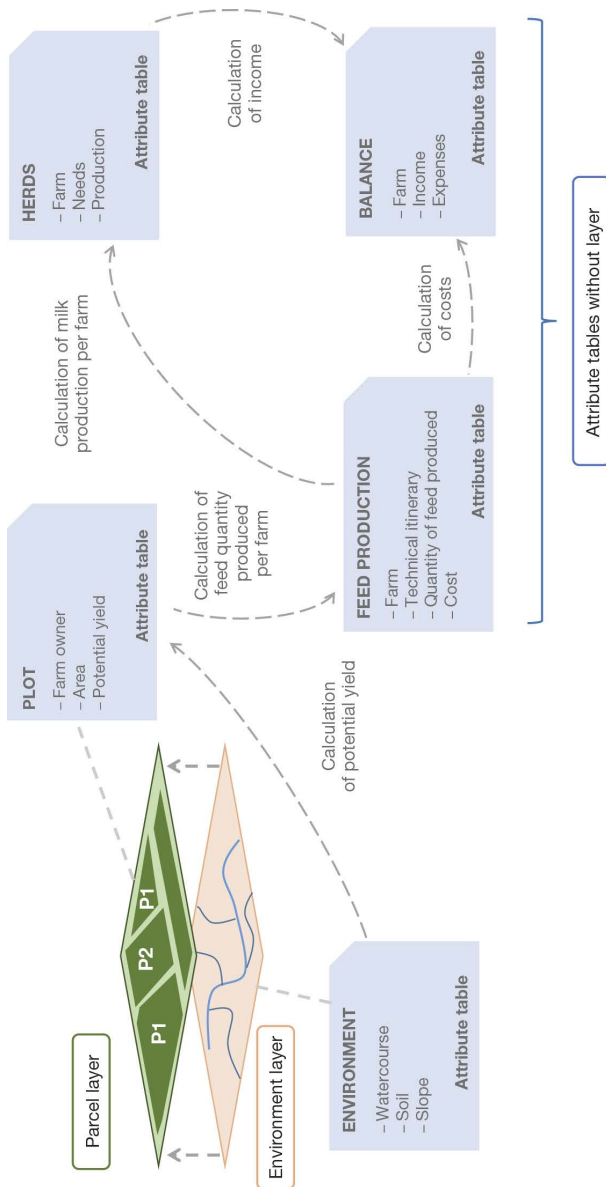 Parcel layer
P1
P2
P1
Environment layer
ENVIRONMENT
– Watercourse
– Soil
– Slope
Attribute table
Calculation
of potential yield
PLOT
– Farm owner
– Area
– Potential yield
Attribute table
Calculation of
feed quantity
produced
per farm
FEED PRODUCTION
– Farm
– Technical itinerary
– Quantity of feed produced
– Cost
Attribute table
Calculation of milk
production per farm
HERDS
– Farm
– Needs
– Production
Attribute table
Calculation
of income
Calculation
of costs
BALANCE
– Farm
– Income
– Expenses
Attribute table
Attribute tables without layer